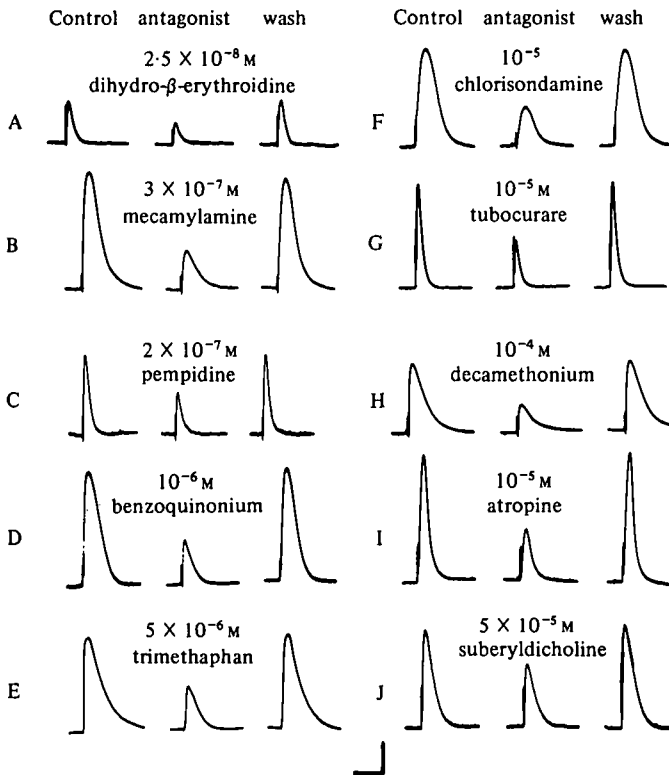 Control antagonist wash
2·5 × 10⁻⁸ M
dihydro-β-erythroidine
A
3 × 10⁻⁷ M
mecamylamine
B
2 × 10⁻⁷ M
pempidine
C
10⁻⁶ M
benzoquinonium
D
5 × 10⁻⁶ M
trimethaphan
E
Control antagonist wash
10⁻⁵
chlorisondamine
F
10⁻⁵ M
tubocurare
G
10⁻⁴ M
decamethonium
H
10⁻⁵ M
atropine
I
5 × 10⁻⁵ M
suberyldicholine
J